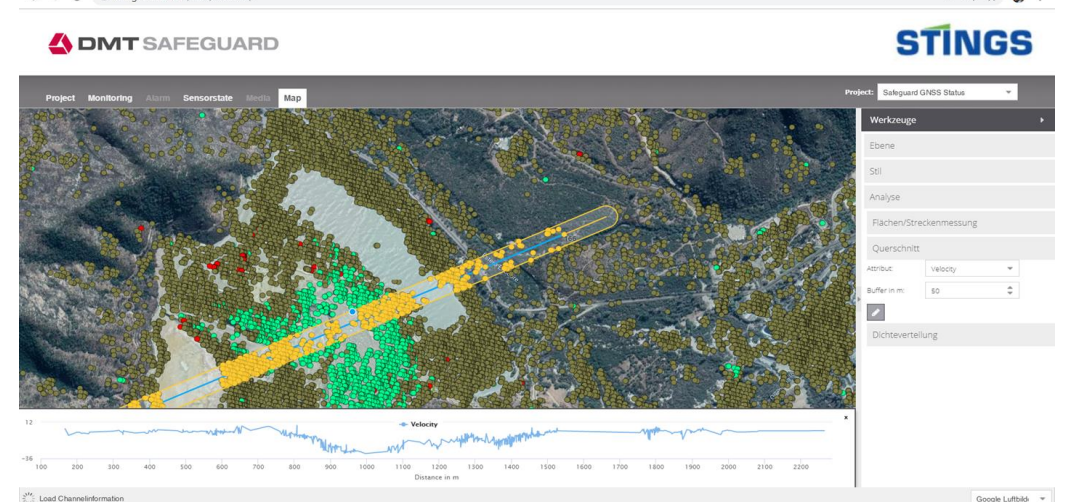 DMT SAFEGUARD
STINGS
Project Monitoring Alarm Sensorstate Media Map
Project: Safeguard GNSS Status
Werkzeuge
Ebene
Stil
Analyse
Flächen/Streckenmessung
Querschnitt
Attribut: Velocity
Buffer in m: 50
Dichteverteilung
x
12
Velocity
-36
100 200 300 400 500 600 700 800 900 1000 1100 1200 1300 1400 1500 1600 1700 1800 1900 2000 2100 2200
Distance in m
Load Channelinformation
Google Luftbild